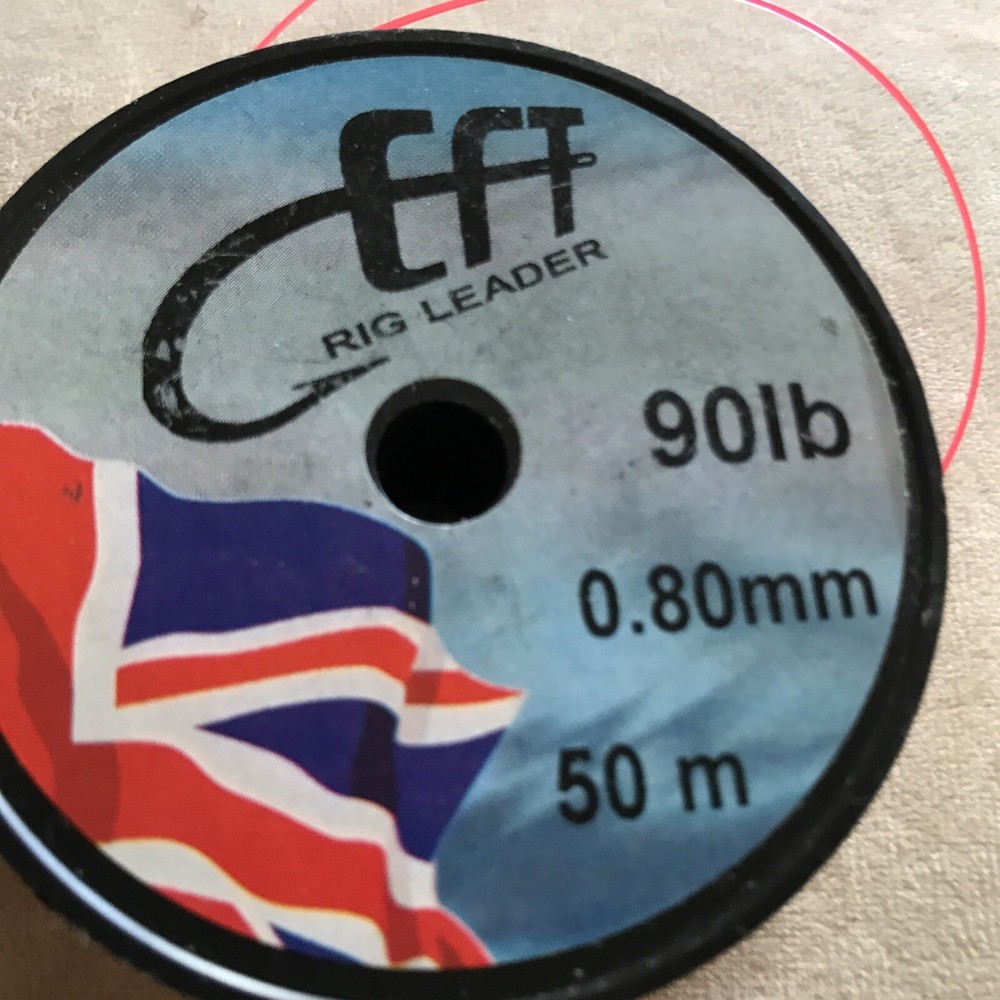 EFT
RIG LEADER
90lb
0.80mm
50 m